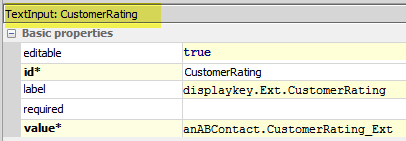 TextInput: CustomerRating
Basic properties
editable true
id* CustomerRating
label displaykey.Ext.CustomerRating
required
value* anABContact.CustomerRating_Ext